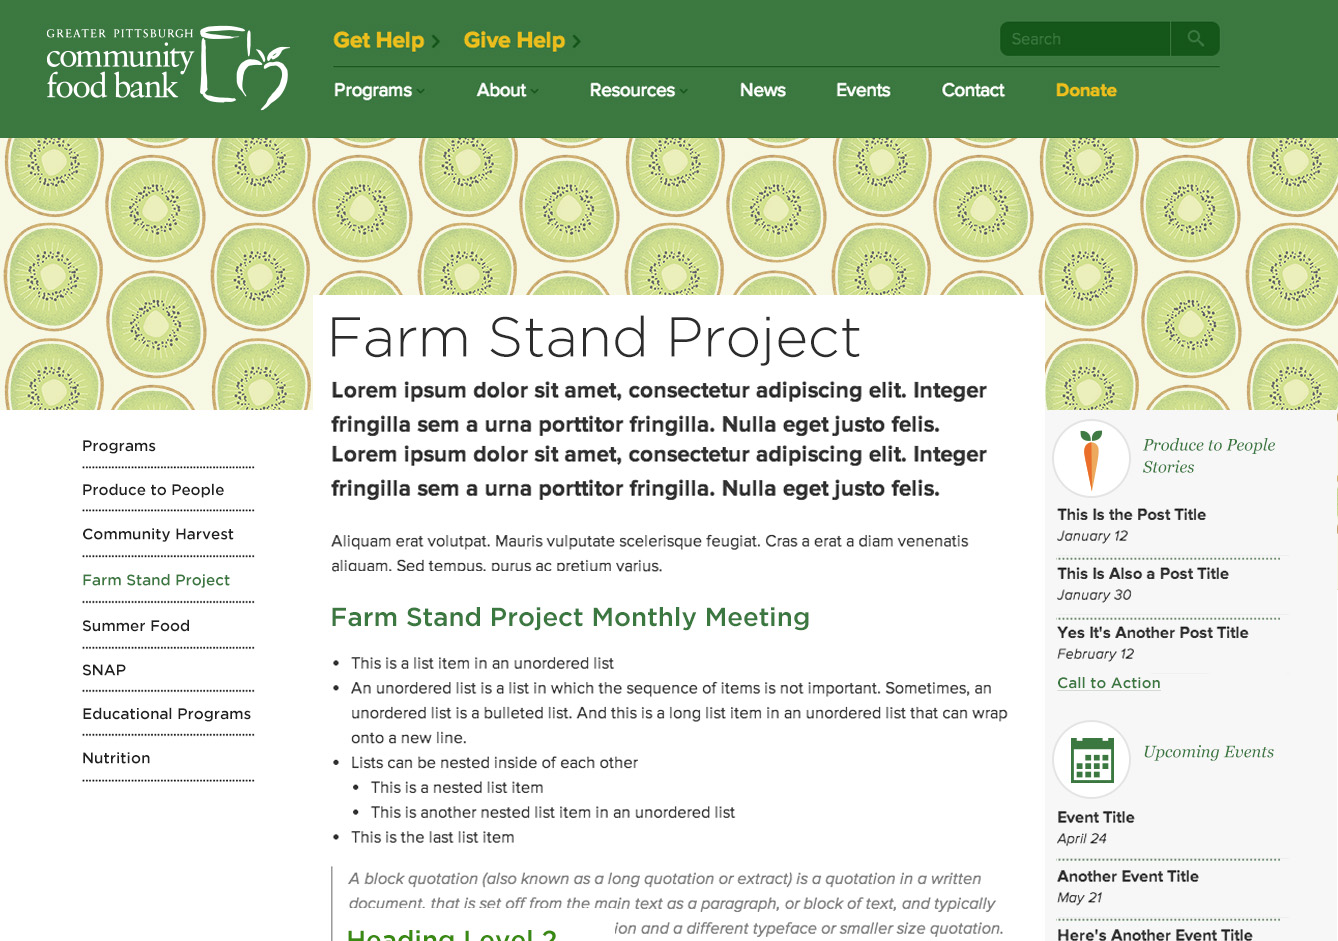 GREATER PITTSBURGH
community
food bank
Get Help
Give Help
Search
Programs
About
Resources
News
Events
Contact
Donate
Farm Stand Project
Lorem ipsum dolor sit amet, consectetur adipiscing elit. Integer
fringilla sem a urna porttitor fringilla. Nulla eget justo felis.
Lorem ipsum dolor sit amet, consectetur adipiscing elit. Integer
fringilla sem a urna porttitor fringilla. Nulla eget justo felis.
Aliquam erat volutpat. Mauris vulputate scelerisque feugiat. Cras a erat a diam venenatis
aliquam. Sed tempus, purus ac pretium varius.
Farm Stand Project Monthly Meeting
• This is a list item in an unordered list
• An unordered list is a list in which the sequence of items is not important. Sometimes, an
unordered list is a bulleted list. And this is a long list item in an unordered list that can wrap
onto a new line.
• Lists can be nested inside of each other
• This is a nested list item
• This is another nested list item in an unordered list
• This is the last list item
A block quotation (also known as a long quotation or extract) is a quotation in a written
document, that is set off from the main text as a paragraph, or block of text, and typically
ion and a different typeface or smaller size quotation.
Heading Level 2
Programs
Produce to People
Community Harvest
Farm Stand Project
Summer Food
SNAP
Educational Programs
Nutrition
Produce to People
Stories
This Is the Post Title
January 12
This Is Also a Post Title
January 30
Yes It's Another Post Title
February 12
Call to Action
Upcoming Events
Event Title
April 24
Another Event Title
May 21
Here's Another Event Title